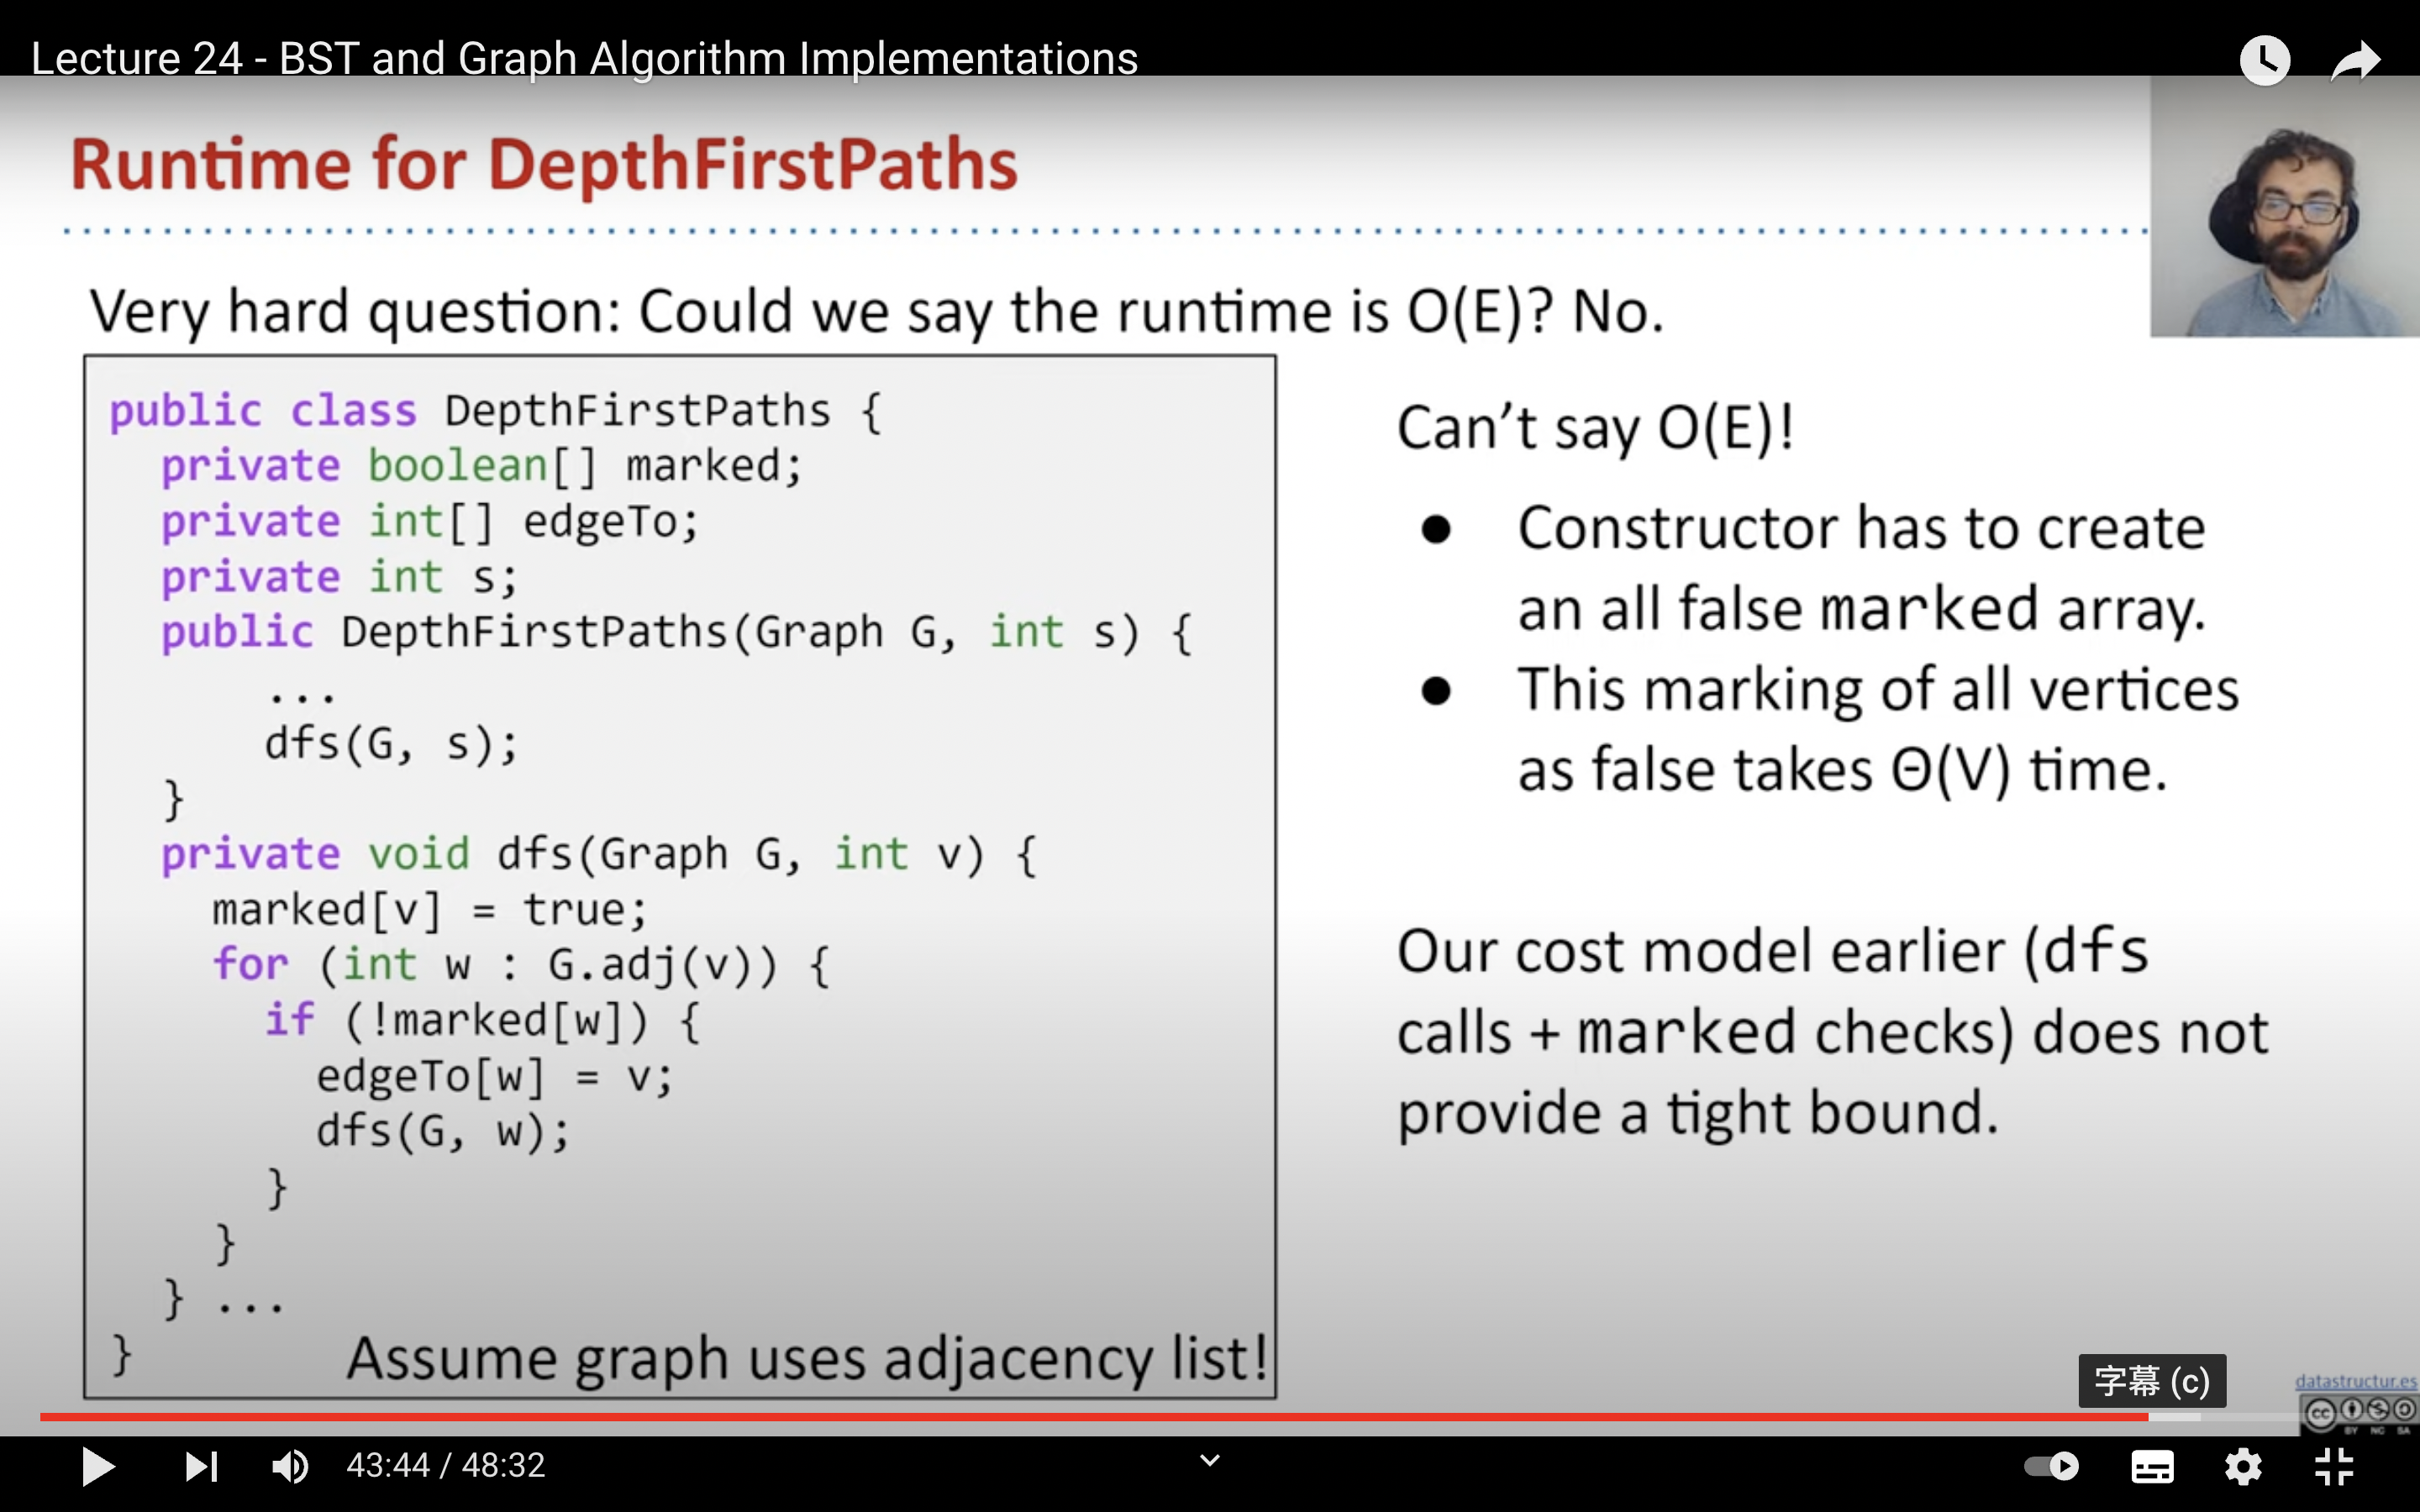 Lecture 24 - BST and Graph Algorithm Implementations
Runtime for DepthFirstPaths
Very hard question: Could we say the runtime is O(E)? No.
public class DepthFirstPaths {
  private boolean[] marked;
  private int[] edgeTo;
  private int s;
  public DepthFirstPaths(Graph G, int s) {
      ...
      dfs(G, s);
  }
  private void dfs(Graph G, int v) {
    marked[v] = true;
    for (int w : G.adj(v)) {
      if (!marked[w]) {
        edgeTo[w] = v;
        dfs(G, w);
      }
    }
  } ...
}
Assume graph uses adjacency list!
Can't say O(E)!
● Constructor has to create
an all false marked array.
● This marking of all vertices
as false takes Θ(V) time.
Our cost model earlier (dfs
calls + marked checks) does not
provide a tight bound.
字幕 (c)
datastructur.es
cc
BY NC SA
43:44 / 48:32